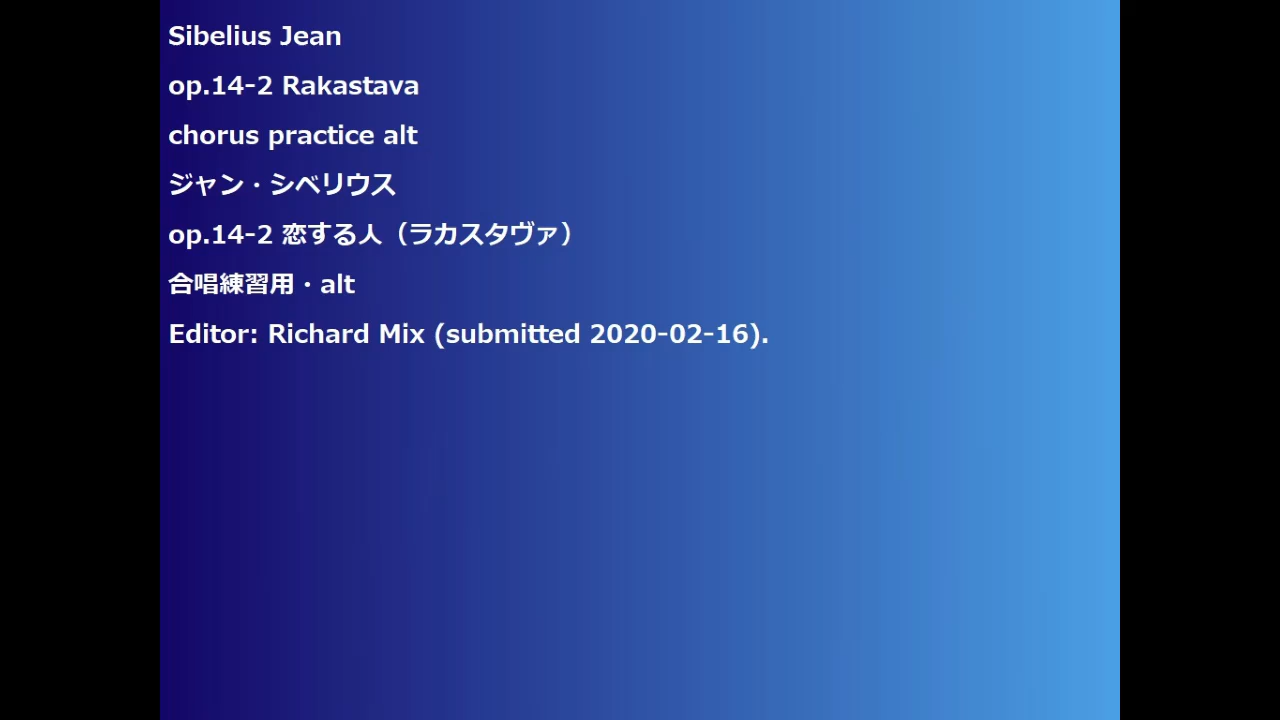 Sibelius Jean
op.14-2 Rakastava
chorus practice alt
ジャン・シベリウス
op.14-2 恋する人（ラカスタヴァ）
合唱練習用・alt
Editor: Richard Mix (submitted 2020-02-16).